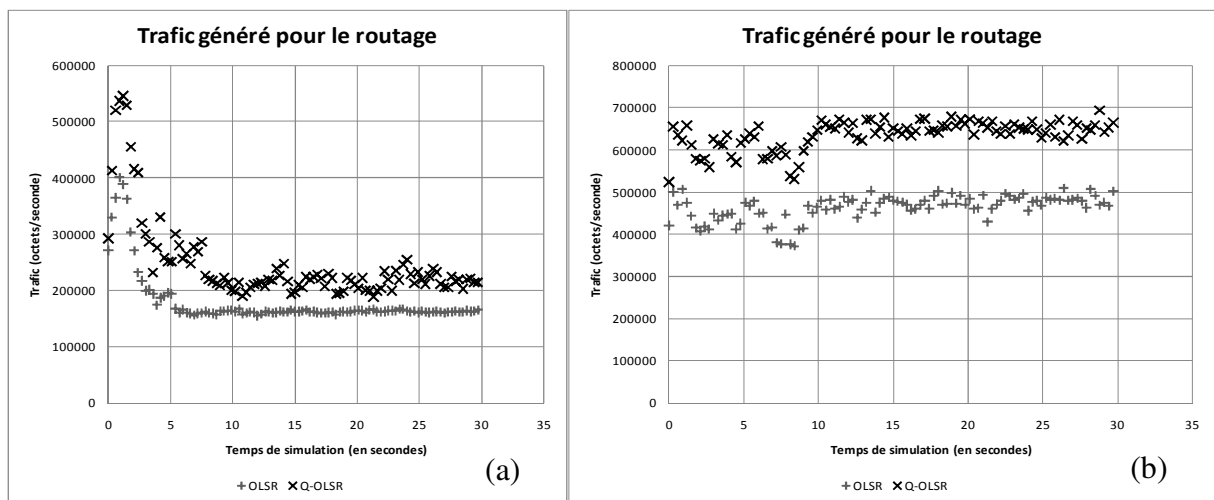 Trafic généré pour le routage
Trafic (octets/seconde)
600000
500000
400000
300000
200000
100000
0
0 5 10 15 20 25 30 35
Temps de simulation (en secondes)
(a)
OLSR Q-OLSR
Trafic généré pour le routage
Trafic (octets/seconde)
800000
700000
600000
500000
400000
300000
200000
100000
0
0 5 10 15 20 25 30 35
Temps de simulation (en secondes)
(b)
OLSR Q-OLSR